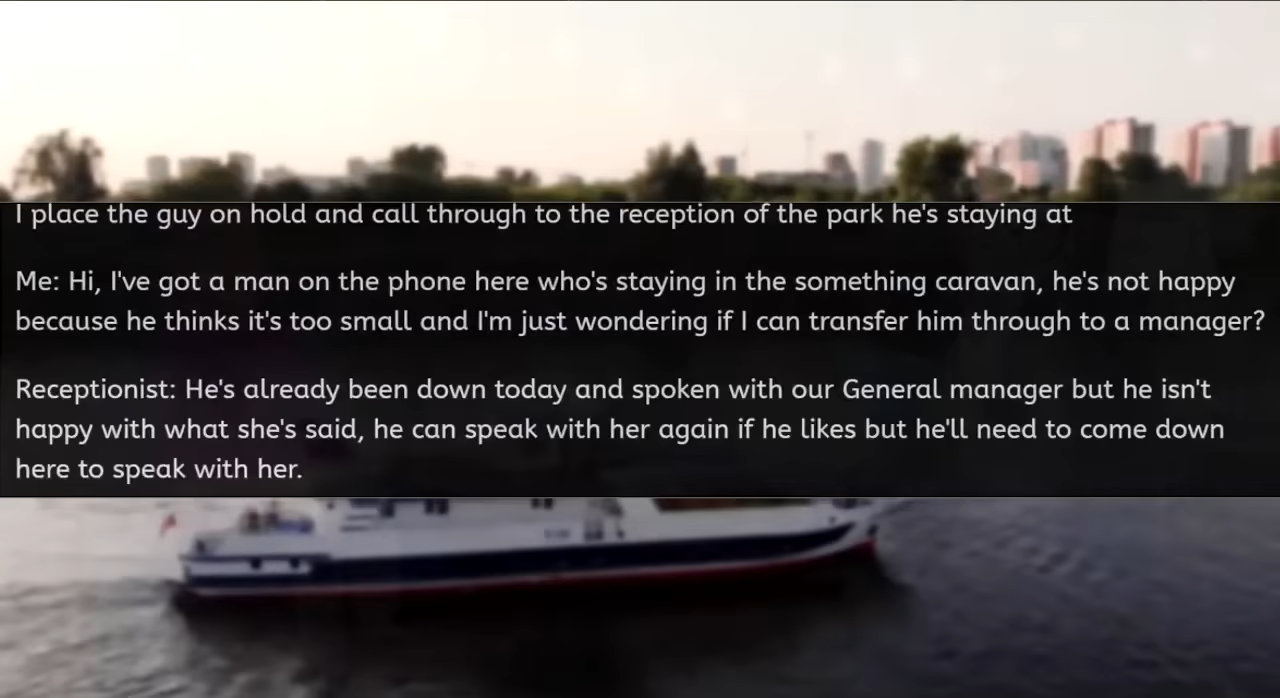 I place the guy on hold and call through to the reception of the park he's staying at
Me: Hi, I've got a man on the phone here who's staying in the something caravan, he's not happy
because he thinks it's too small and I'm just wondering if I can transfer him through to a manager?
Receptionist: He's already been down today and spoken with our General manager but he isn't
happy with what she's said, he can speak with her again if he likes but he'll need to come down
here to speak with her.